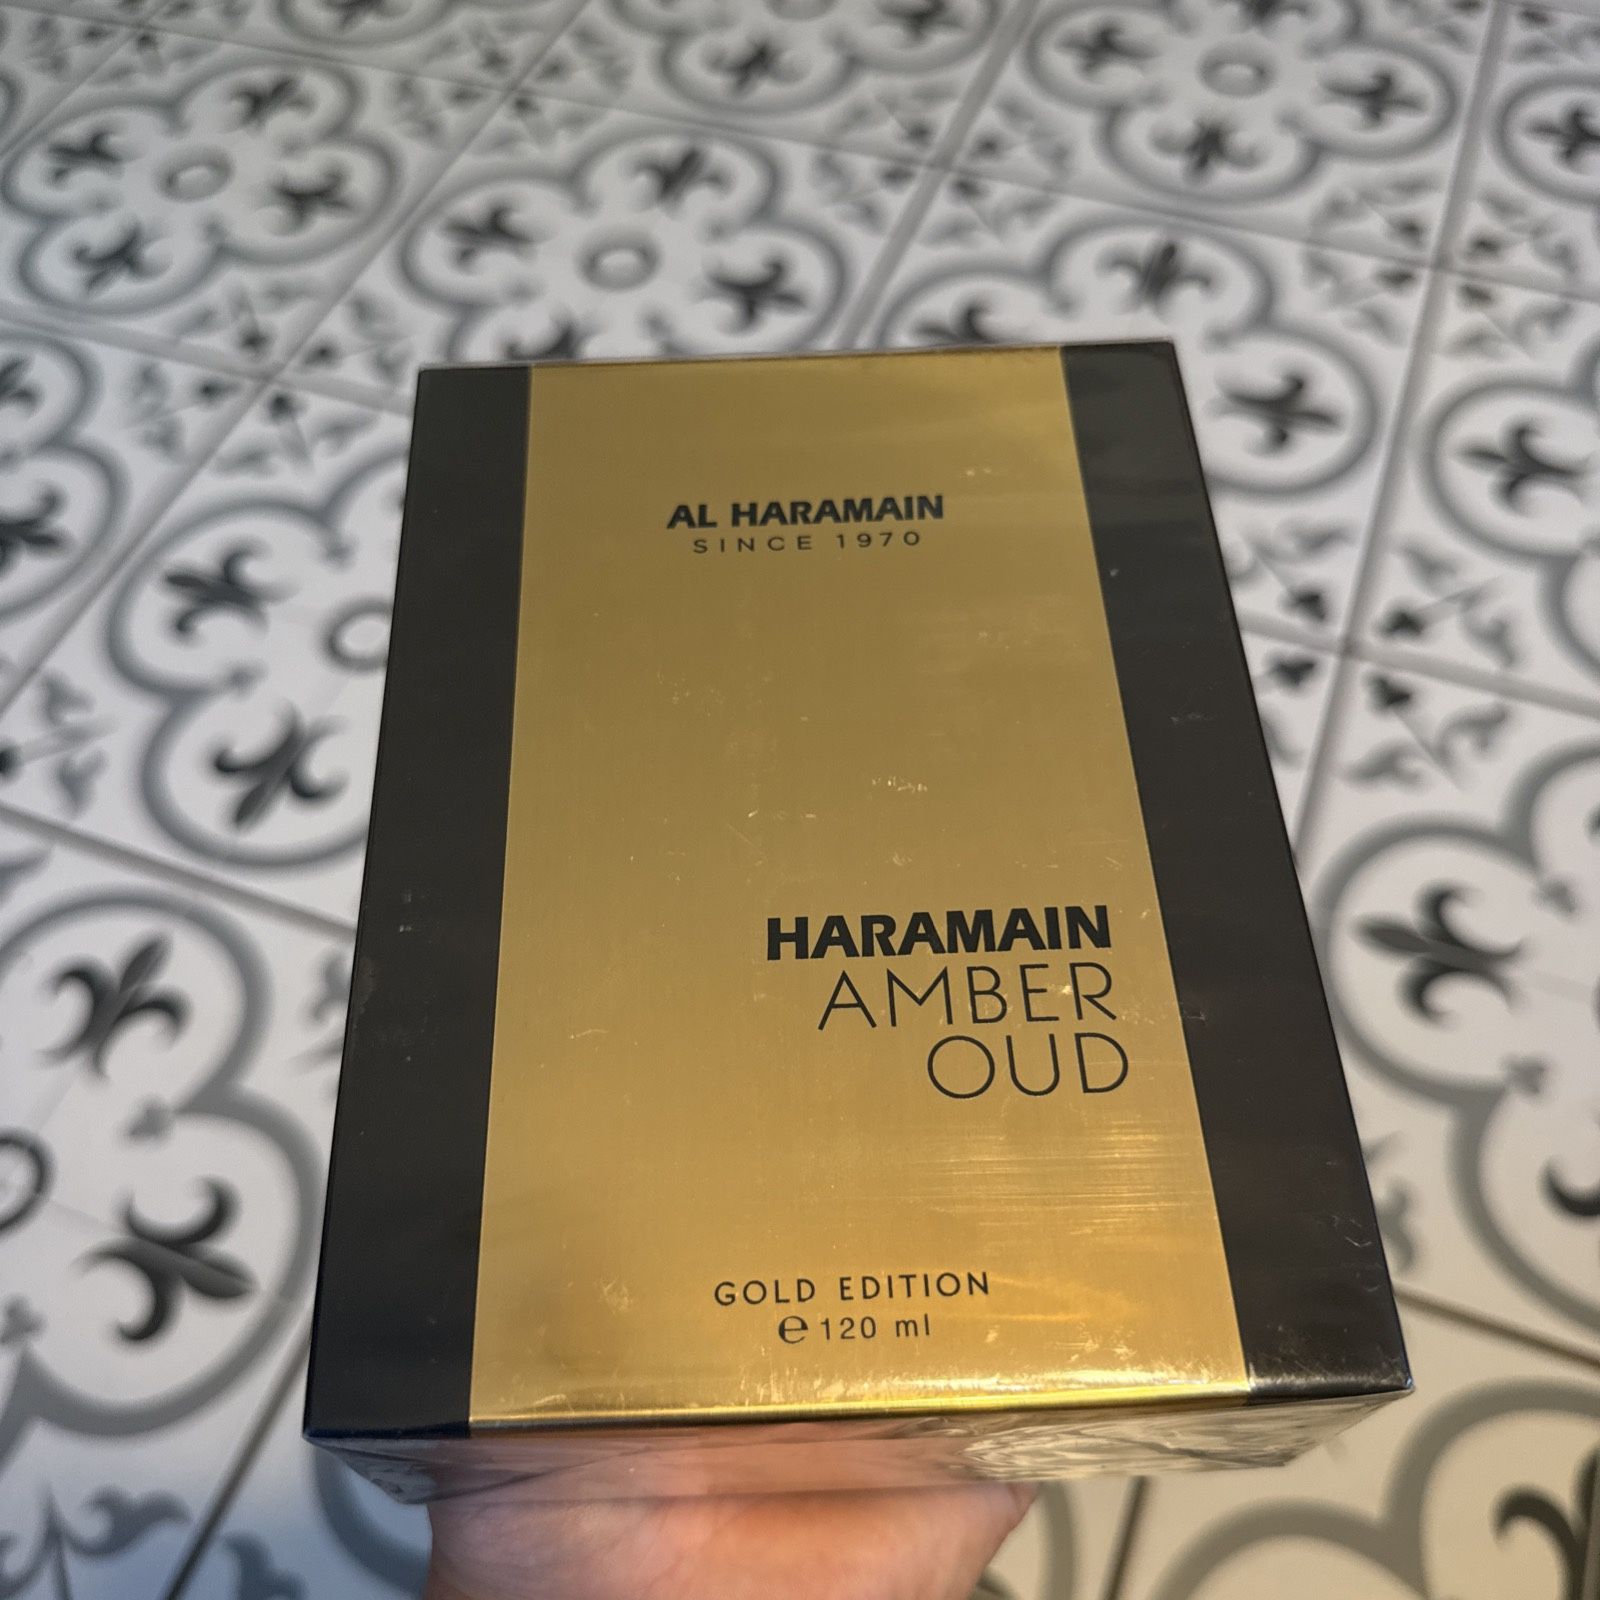 AL HARAMAIN
SINCE 1970
HARAMAIN
AMBER
OUD
GOLD EDITION
℮ 120 ml